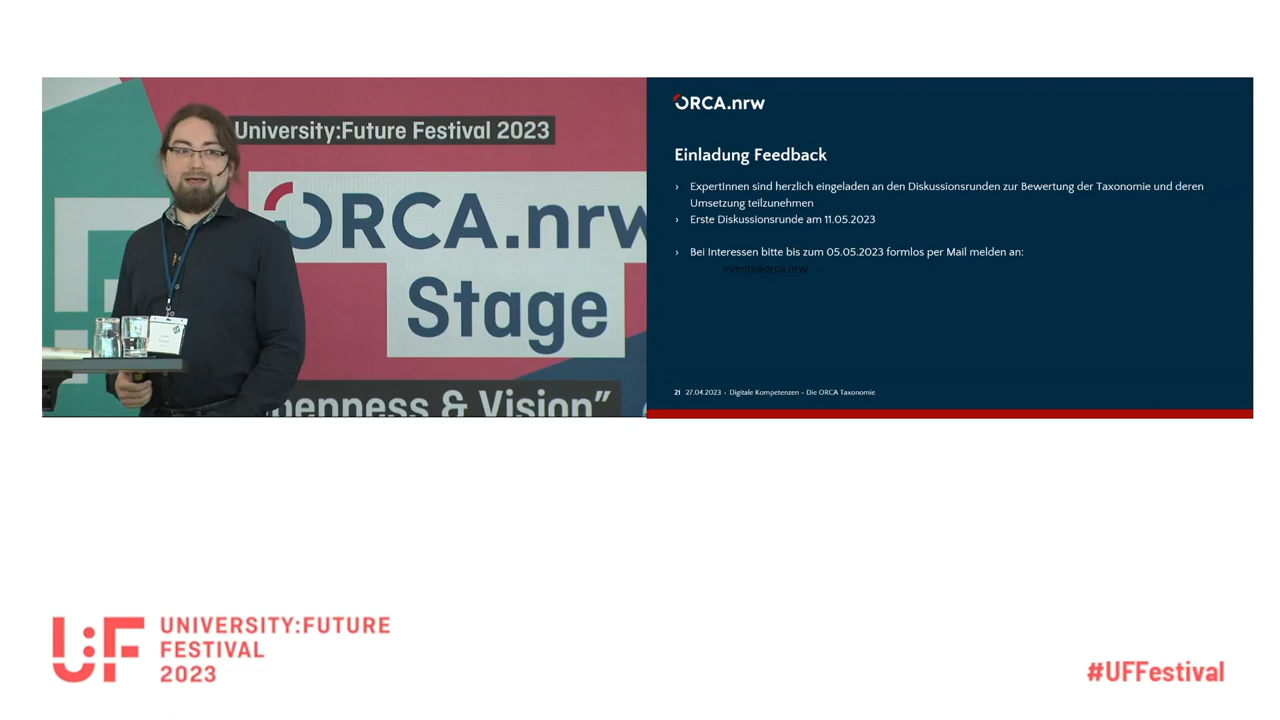 University:Future Festival 2023
ORCA.nrw
Stage
penness & Vision”
ORCA.nrw
Einladung Feedback
› ExpertInnen sind herzlich eingeladen an den Diskussionsrunden zur Bewertung der Taxonomie und deren
Umsetzung teilzunehmen
› Erste Diskussionsrunde am 11.05.2023
› Bei Interessen bitte bis zum 05.05.2023 formlos per Mail melden an:
events@orca.nrw
21 27.04.2023 - Digitale Kompetenzen - Die ORCA Taxonomie
U:F UNIVERSITY:FUTURE
FESTIVAL
2023
#UFFestival